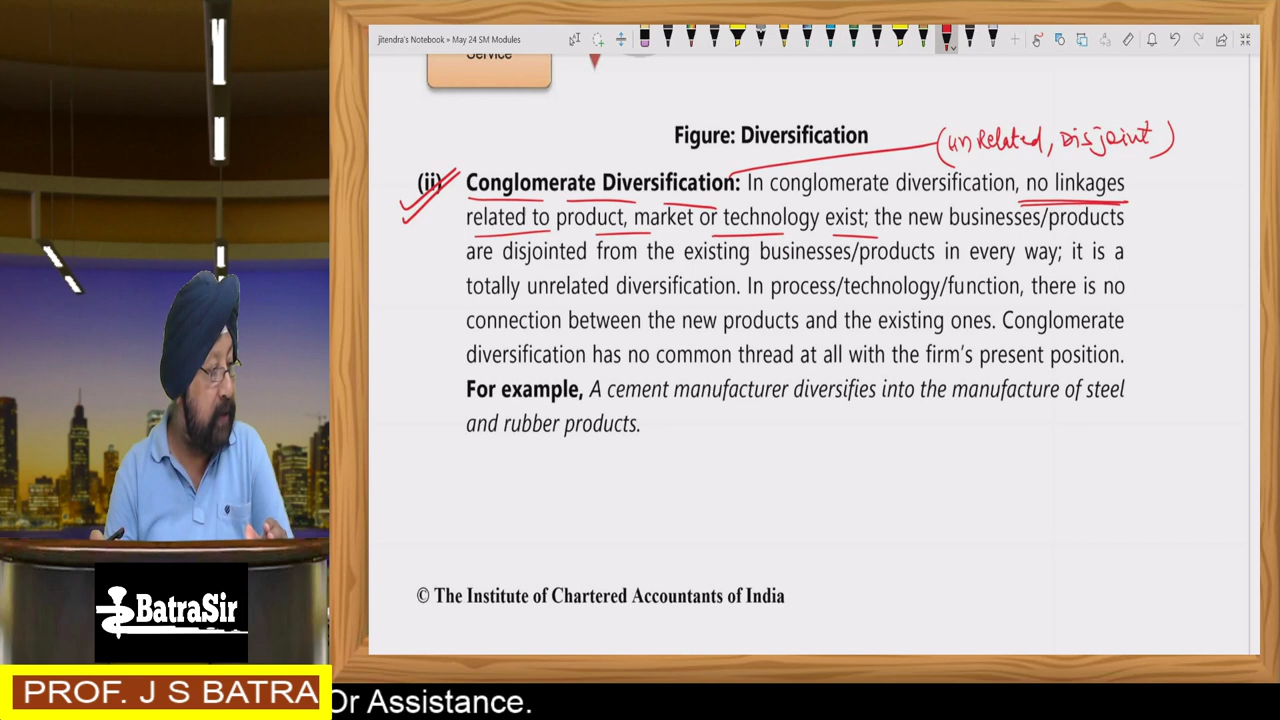 jitendra's Notebook » May 24 SM Modules
Service
Figure: Diversification
(unRelated, Disjoint)
(ii) Conglomerate Diversification: In conglomerate diversification, no linkages
related to product, market or technology exist; the new businesses/products
are disjointed from the existing businesses/products in every way; it is a
totally unrelated diversification. In process/technology/function, there is no
connection between the new products and the existing ones. Conglomerate
diversification has no common thread at all with the firm's present position.
For example, A cement manufacturer diversifies into the manufacture of steel
and rubber products.
© The Institute of Chartered Accountants of India
BatraSir
PROF. J S BATRA
Or Assistance.